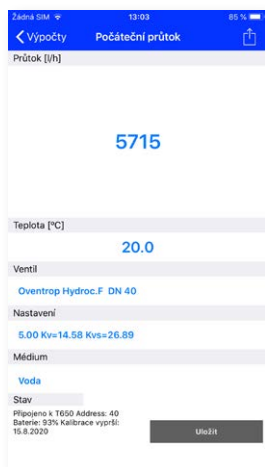 Žádná SIM 13:03 85 %
Výpočty Počáteční průtok
Průtok [l/h]
5715
Teplota [°C]
20.0
Ventil
Oventrop Hydroc.F DN 40
Nastavení
5.00 Kv=14.58 Kvs=26.89
Médium
Voda
Stav
Připojeno k T650 Address: 40
Baterie: 93% Kalibrace vyprší:
15.8.2020
Uložit